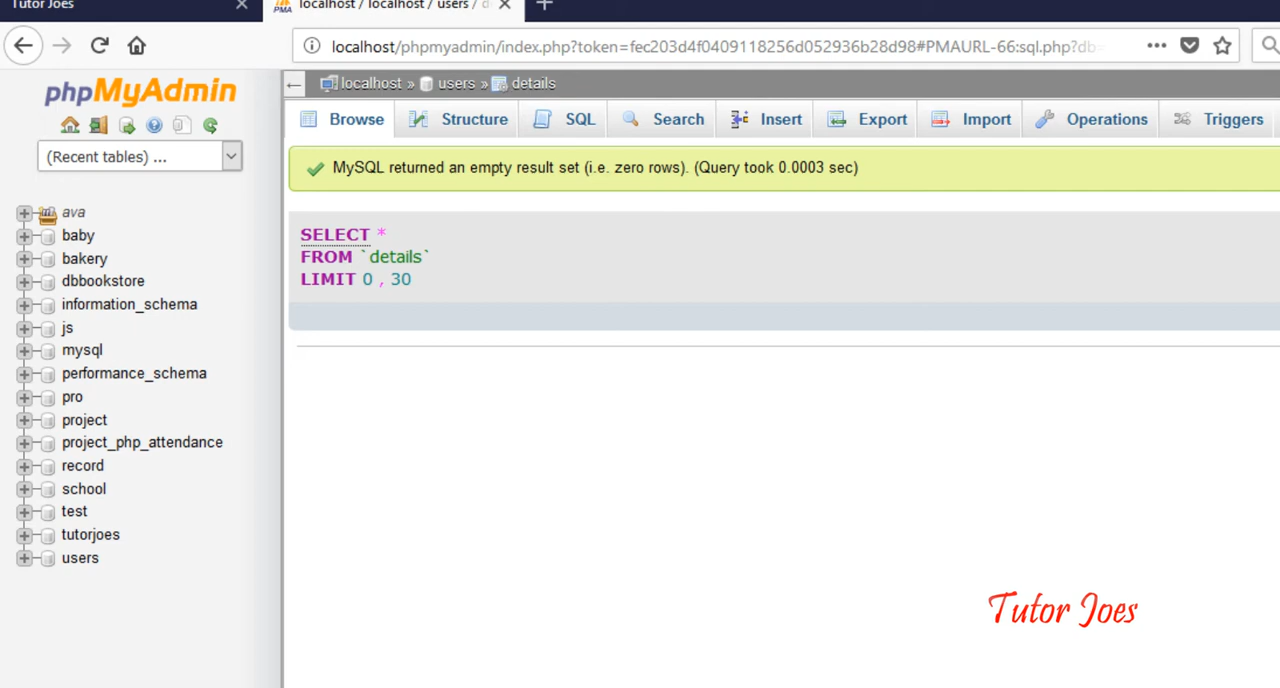 Tutor Joes
localhost / localhost / users / d
localhost/phpmyadmin/index.php?token=fec203d4f0409118256d052936b28d98#PMAURL-66:sql.php?db=
phpMyAdmin
(Recent tables) ...
ava
baby
bakery
dbbookstore
information_schema
js
mysql
performance_schema
pro
project
project_php_attendance
record
school
test
tutorjoes
users
localhost » users » details
Browse Structure SQL Search Insert Export Import Operations Triggers
MySQL returned an empty result set (i.e. zero rows). (Query took 0.0003 sec)
SELECT *
FROM `details`
LIMIT 0 , 30
Tutor Joes